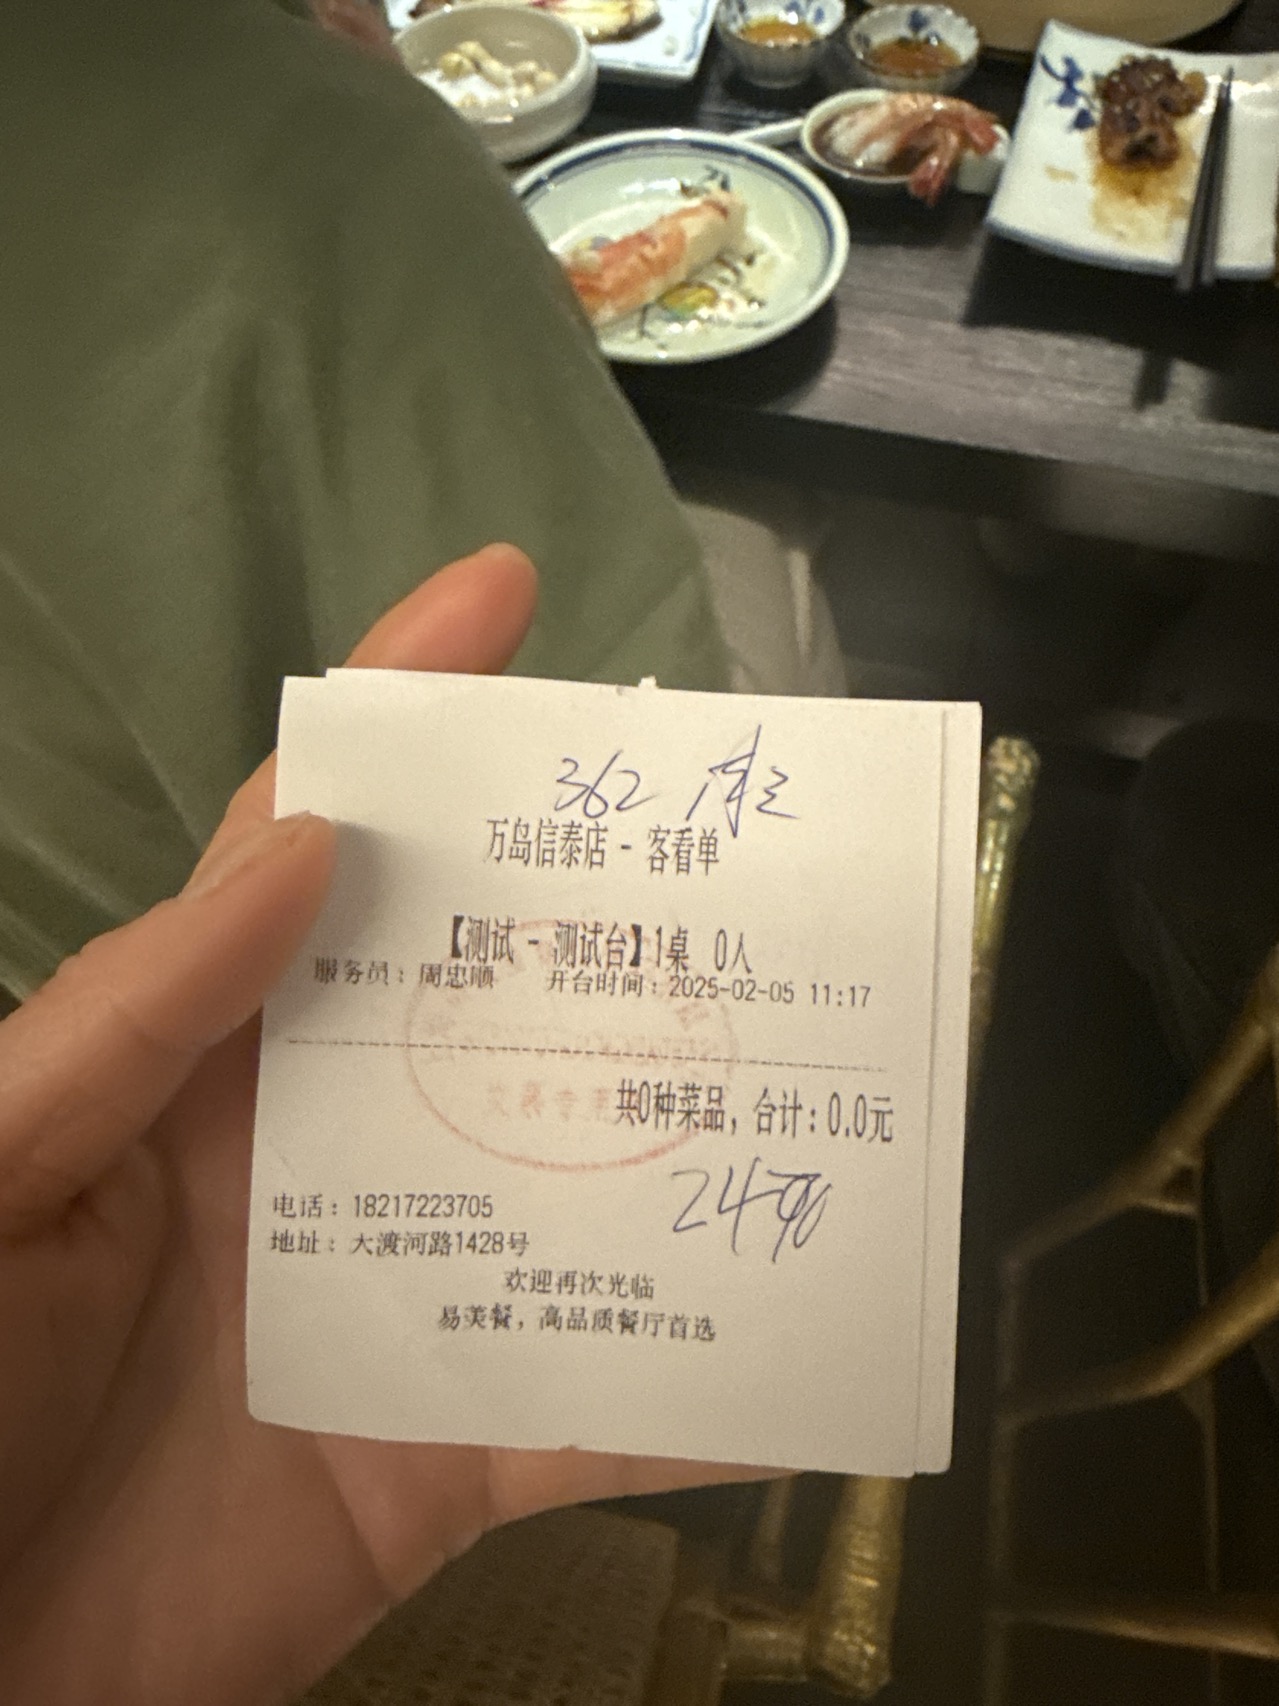 362
万岛信泰店 - 客看单
【测试 - 测试台】1桌 0人
服务员：周忠顺 开台时间：2025-02-05 11:17
共0种菜品，合计：0.0元
电话：18217223705
地址：大渡河路1428号
欢迎再次光临
易美餐，高品质餐厅首选